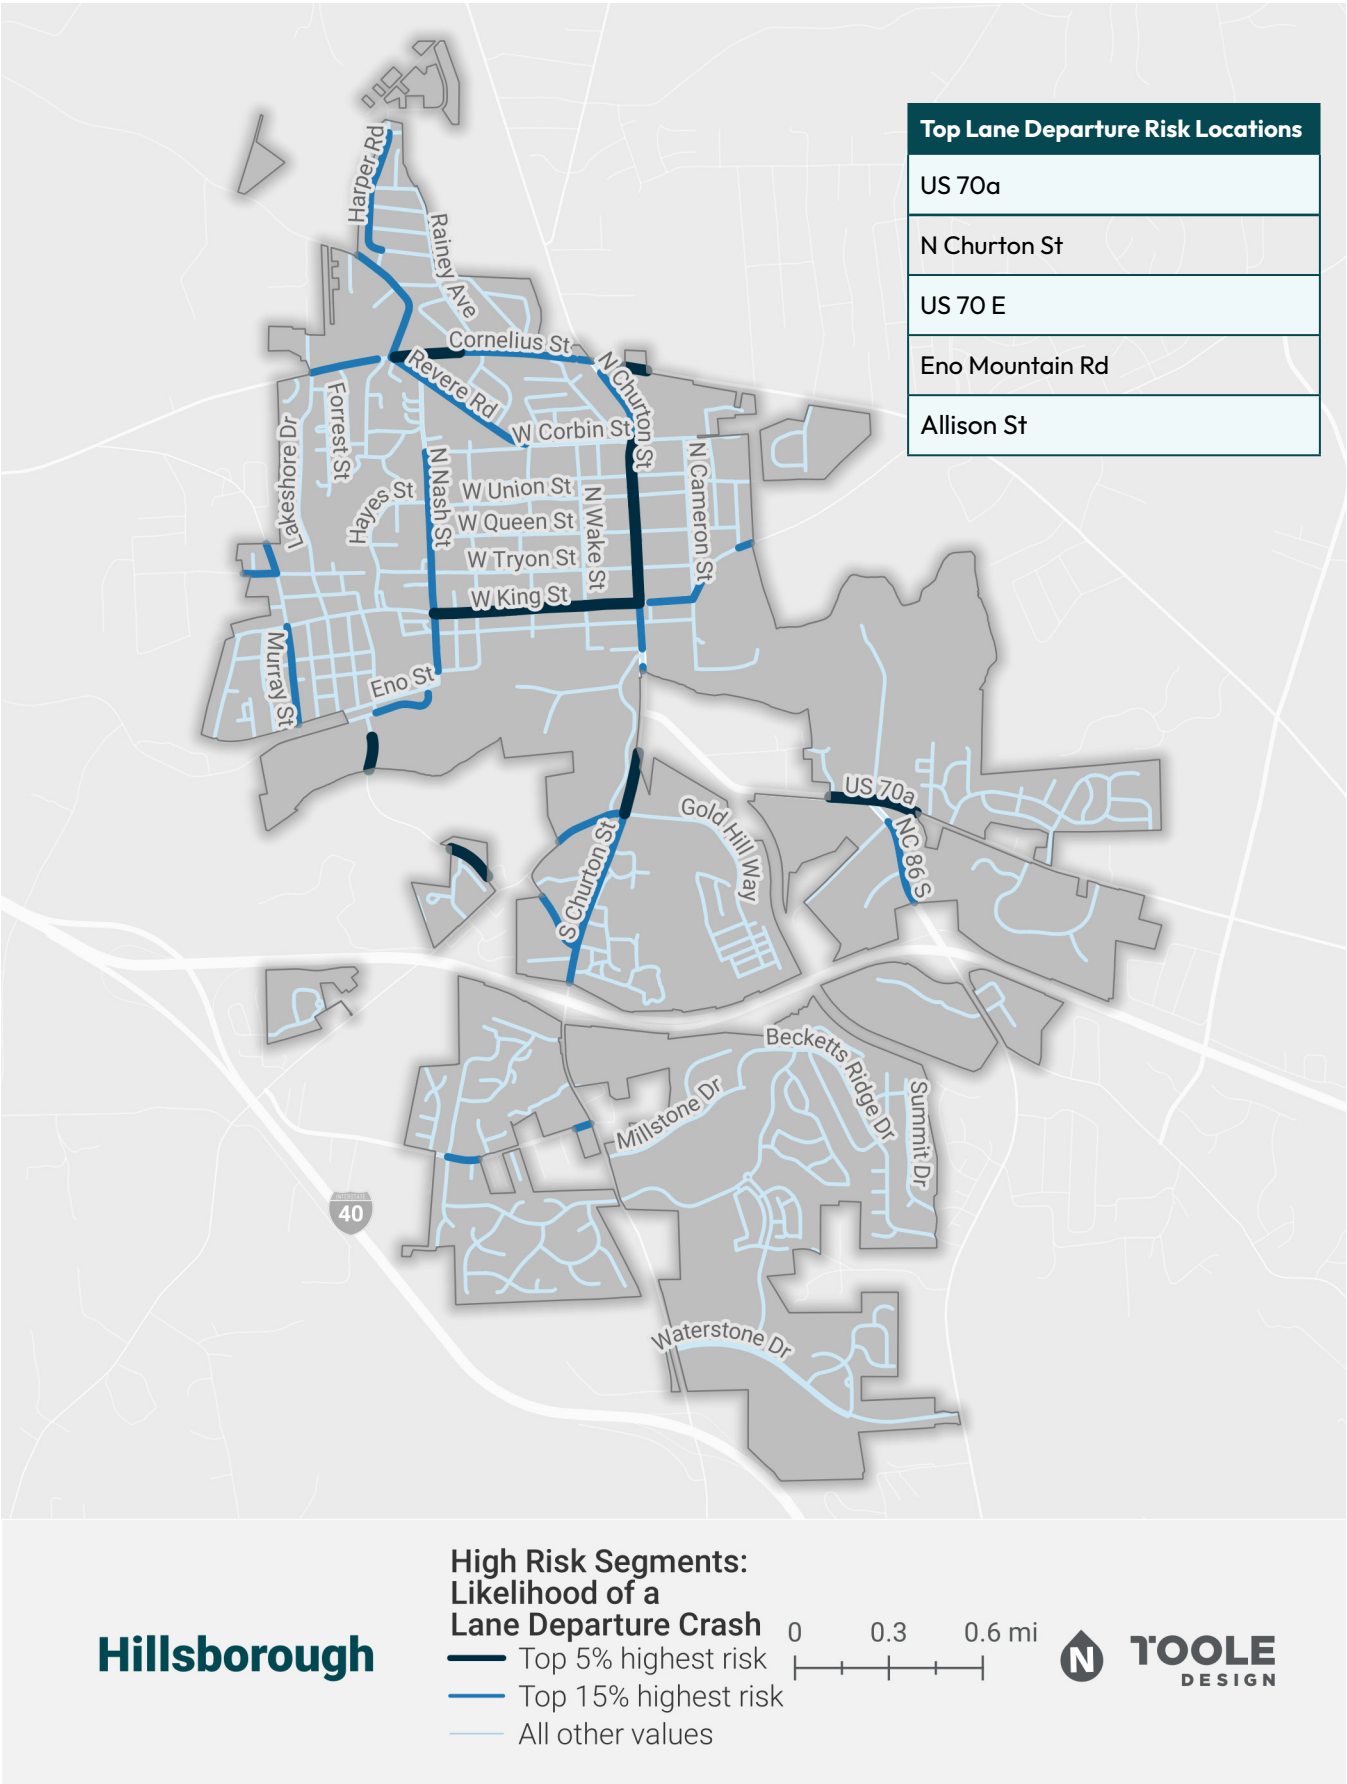 Top Lane Departure Risk Locations
US 70a
N Churton St
US 70 E
Eno Mountain Rd
Allison St
Harper Rd
Rainey Ave
Cornelius St
N Churton St
Revere Rd
W Corbin St
Forrest St
Lakeshore Dr
Hayes St
N Nash St
W Union St
W Queen St
W Tryon St
W King St
N Wake St
N Cameron St
Murray St
Eno St
US 70a
NC 86 S
Gold Hill Way
S Churton St
Becketts Ridge Dr
Millstone Dr
Summit Dr
INTERSTATE
40
Waterstone Dr
Hillsborough
High Risk Segments:
Likelihood of a
Lane Departure Crash
Top 5% highest risk
Top 15% highest risk
All other values
0 0.3 0.6 mi
N
TOOLE
DESIGN